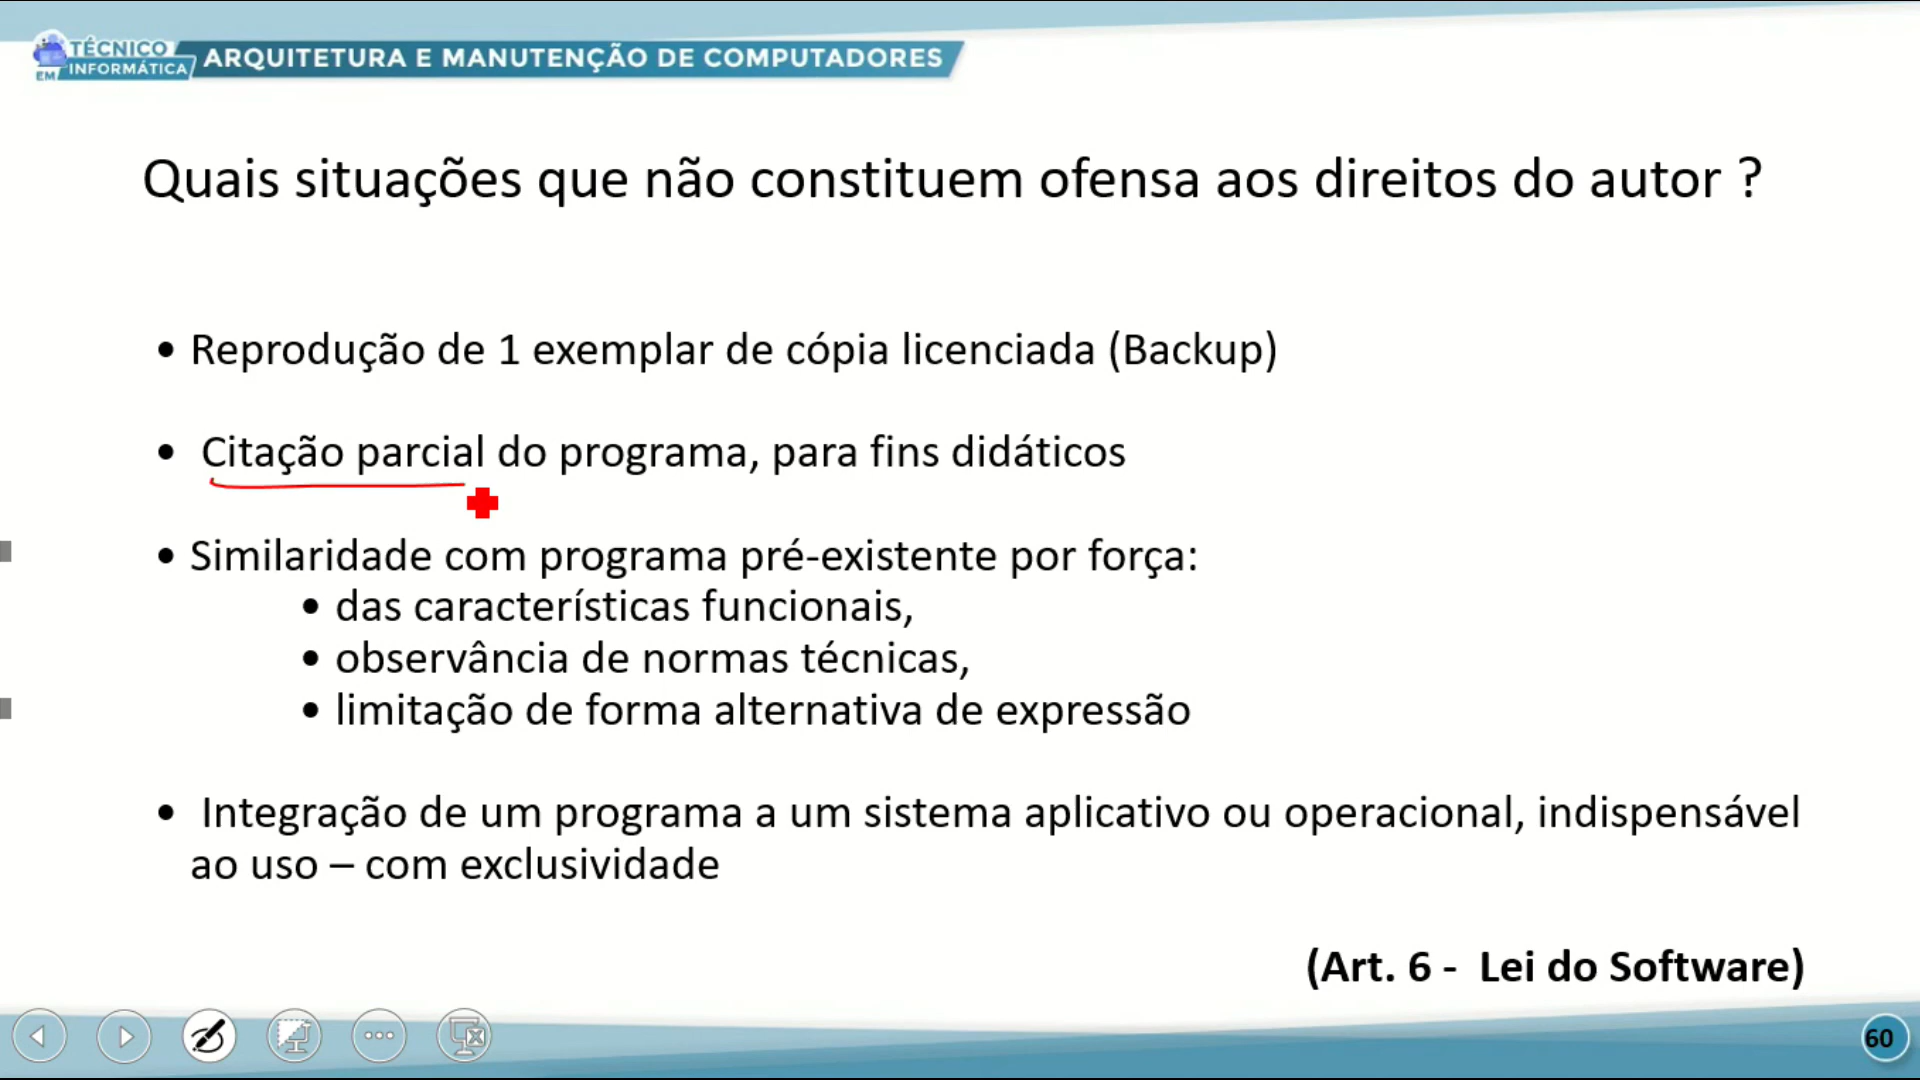 TÉCNICO
EM INFORMÁTICA
ARQUITETURA E MANUTENÇÃO DE COMPUTADORES
Quais situações que não constituem ofensa aos direitos do autor ?
• Reprodução de 1 exemplar de cópia licenciada (Backup)
• Citação parcial do programa, para fins didáticos
• Similaridade com programa pré-existente por força:
• das características funcionais,
• observância de normas técnicas,
• limitação de forma alternativa de expressão
• Integração de um programa a um sistema aplicativo ou operacional, indispensável
ao uso – com exclusividade
(Art. 6 - Lei do Software)
60